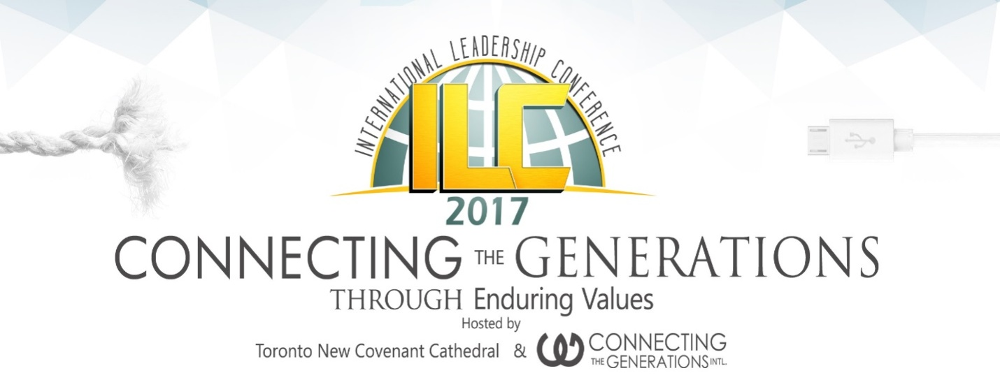 INTERNATIONAL LEADERSHIP CONFERENCE
ILC
2017
CONNECTING THE GENERATIONS
THROUGH Enduring Values
Hosted by
Toronto New Covenant Cathedral & CONNECTING
THE GENERATIONS INTL.